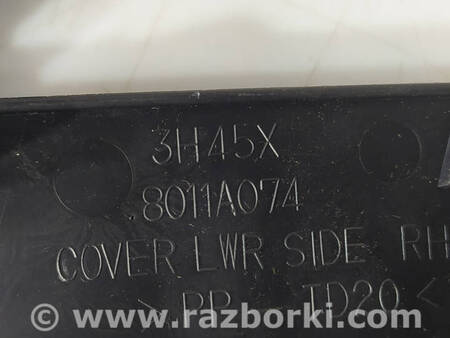 3H45X
8011A074
COVER LWR SIDE RH
>PP TD20<
© www.razborki.com